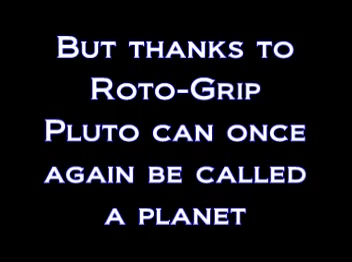 But thanks to
Roto-Grip
Pluto can once
again be called
a planet